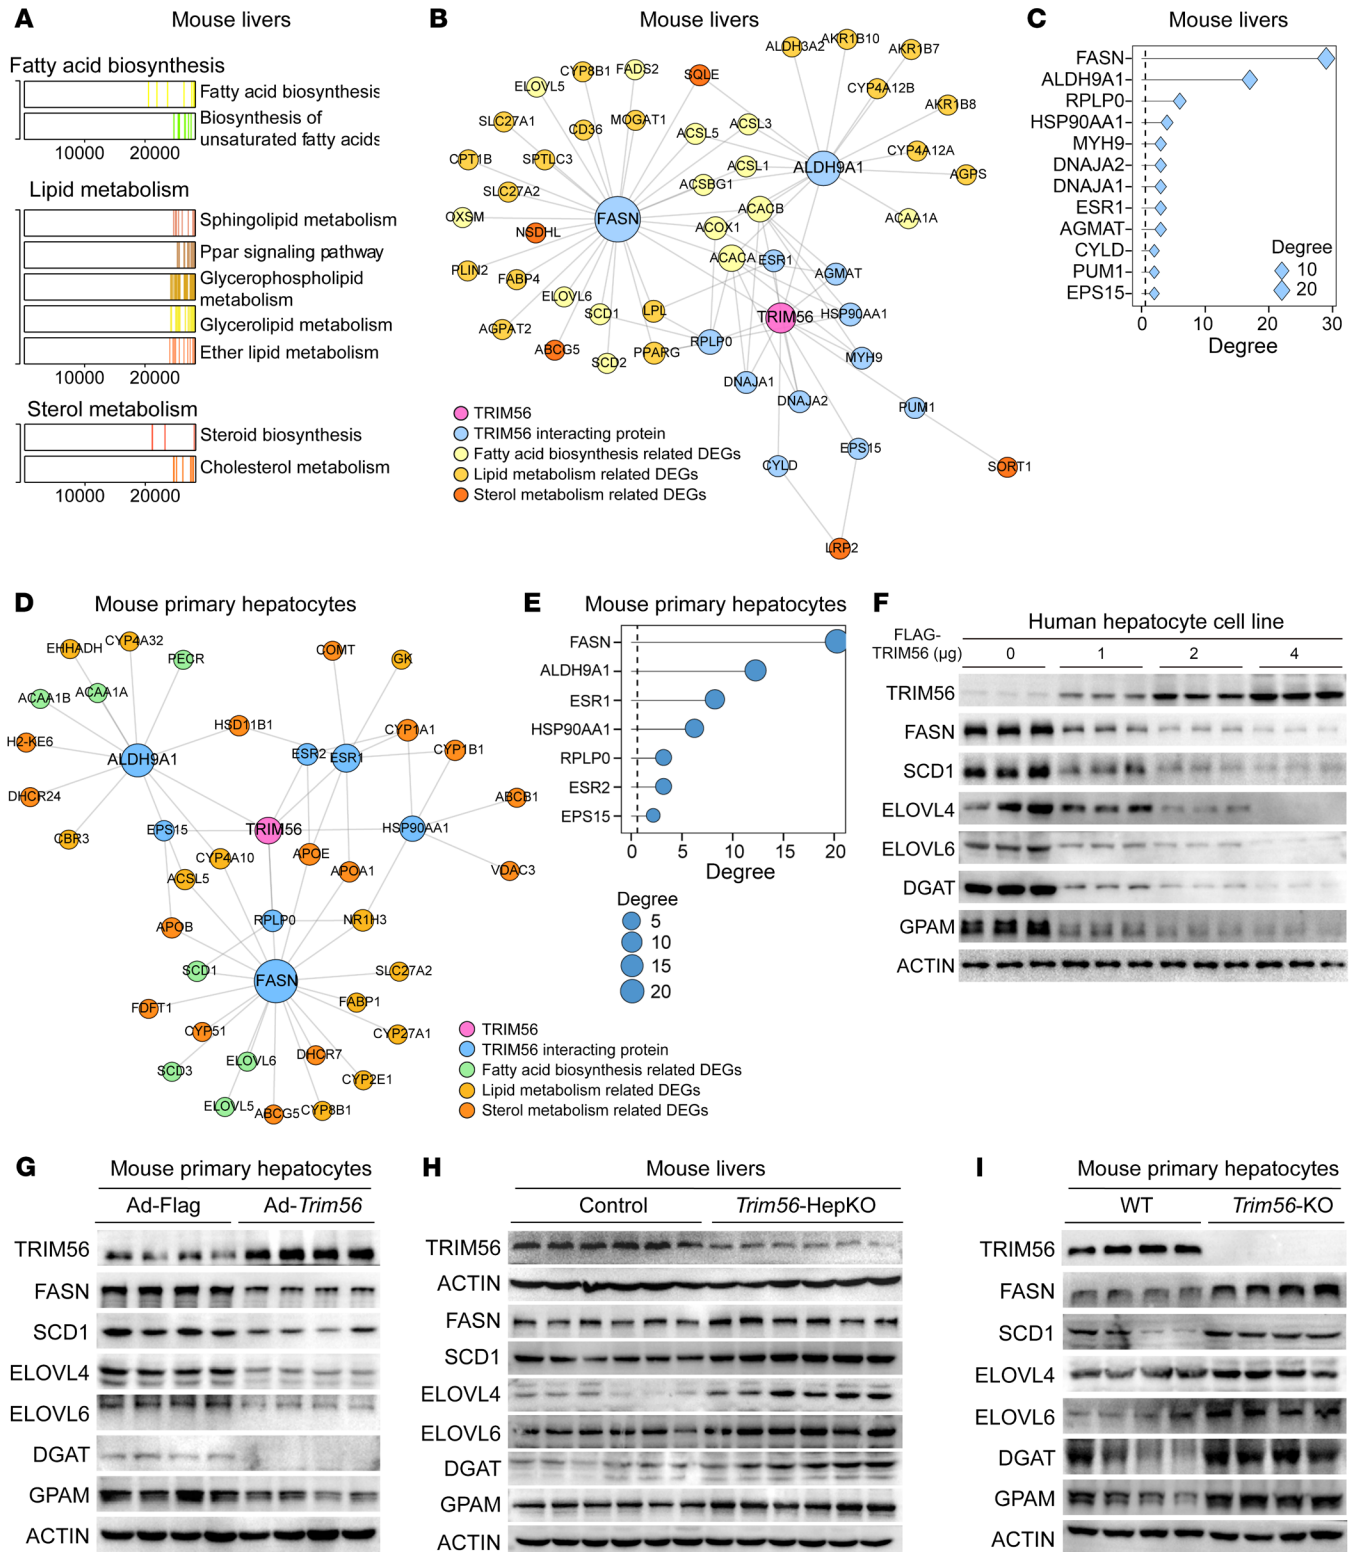 A
Mouse livers
Fatty acid biosynthesis
Fatty acid biosynthesis
Biosynthesis of
unsaturated fatty acids
10000 20000
Lipid metabolism
Sphingolipid metabolism
Ppar signaling pathway
Glycerophospholipid
metabolism
Glycerolipid metabolism
Ether lipid metabolism
10000 20000
Sterol metabolism
Steroid biosynthesis
Cholesterol metabolism
10000 20000
B
Mouse livers
ALDH3A2
AKR1B10
AKR1B7
CYP8B1
FADS2
SQLE
ELOVL5
CYP4A12B
AKR1B8
SLC27A1
CD36
MOGAT1
ACSL5
ACSL3
CYP4A12A
CPT1B
SPTLC3
ACSL1
ALDH9A1
AGPS
SLC27A2
ACSBG1
OXSM
FASN
ACACB
ACAA1A
NSDHL
ACOX1
PLIN2
FABP4
ACACA
ESR1
AGMAT
ELOVL6
SCD1
LPL
TRIM56
HSP90AA1
AGPAT2
ABCG5
SCD2
PPARG
RPLP0
MYH9
DNAJA1
DNAJA2
PUM1
EPS15
CYLD
SORT1
LRP2
TRIM56
TRIM56 interacting protein
Fatty acid biosynthesis related DEGs
Lipid metabolism related DEGs
Sterol metabolism related DEGs
C
Mouse livers
FASN
ALDH9A1
RPLP0
HSP90AA1
MYH9
DNAJA2
DNAJA1
ESR1
AGMAT
CYLD
PUM1
EPS15
Degree
10
20
0 10 20 30
Degree
D
Mouse primary hepatocytes
EHHADH
CYP4A32
PECR
COMT
GK
ACAA1B
ACAA1A
HSD11B1
CYP1A1
H2-KE6
ALDH9A1
ESR2
ESR1
CYP1B1
DHCR24
ABCB1
CBR3
EPS15
TRIM56
HSP90AA1
CYP4A10
APOE
ACSL5
APOA1
VDAC3
APOB
RPLP0
NR1H3
SCD1
FASN
SLC27A2
FDFT1
FABP1
CYP51
CYP27A1
SCD3
ELOVL6
DHCR7
CYP2E1
ELOVL5
ABCG5
CYP8B1
TRIM56
TRIM56 interacting protein
Fatty acid biosynthesis related DEGs
Lipid metabolism related DEGs
Sterol metabolism related DEGs
E
Mouse primary hepatocytes
FASN
ALDH9A1
ESR1
HSP90AA1
RPLP0
ESR2
EPS15
0 5 10 15 20
Degree
Degree
5
10
15
20
F
Human hepatocyte cell line
FLAG-
TRIM56 (µg)
0 1 2 4
TRIM56
FASN
SCD1
ELOVL4
ELOVL6
DGAT
GPAM
ACTIN
G
Mouse primary hepatocytes
Ad-Flag Ad-Trim56
TRIM56
FASN
SCD1
ELOVL4
ELOVL6
DGAT
GPAM
ACTIN
H
Mouse livers
Control Trim56-HepKO
TRIM56
ACTIN
FASN
SCD1
ELOVL4
ELOVL6
DGAT
GPAM
ACTIN
I
Mouse primary hepatocytes
WT Trim56-KO
TRIM56
FASN
SCD1
ELOVL4
ELOVL6
DGAT
GPAM
ACTIN